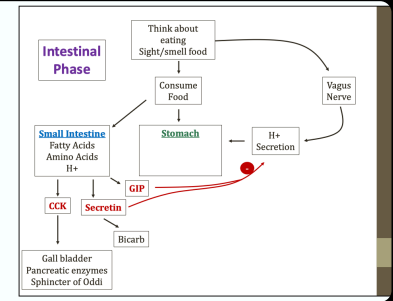 Think about
eating
Sight/smell food
Intestinal
Phase
Consume
Food
Vagus
Nerve
Small Intestine
Fatty Acids
Amino Acids
H+
Stomach
H+
Secretion
-
GIP
CCK
Secretin
Bicarb
Gall bladder
Pancreatic enzymes
Sphincter of Oddi